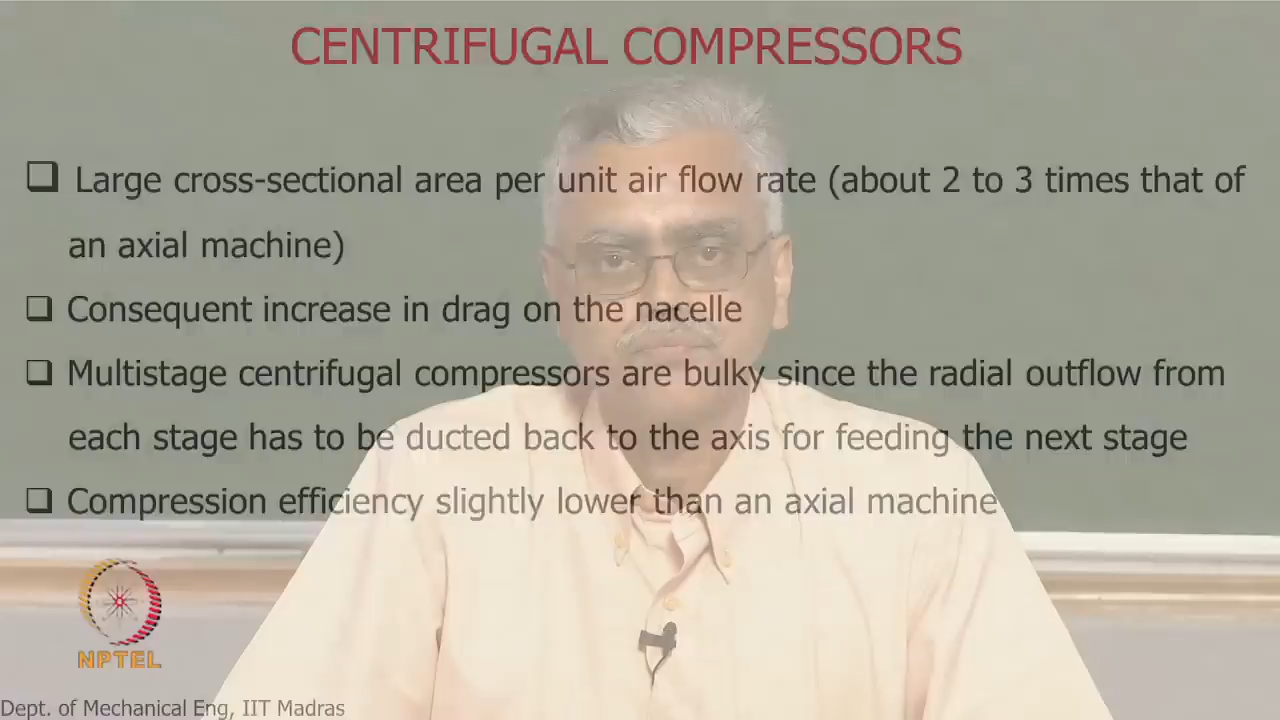 CENTRIFUGAL COMPRESSORS
Large cross-sectional area per unit air flow rate (about 2 to 3 times that of
an axial machine)
Consequent increase in drag on the nacelle
Multistage centrifugal compressors are bulky since the radial outflow from
each stage has to be ducted back to the axis for feeding the next stage
Compression efficiency slightly lower than an axial machine
NPTEL
Dept. of Mechanical Eng, IIT Madras